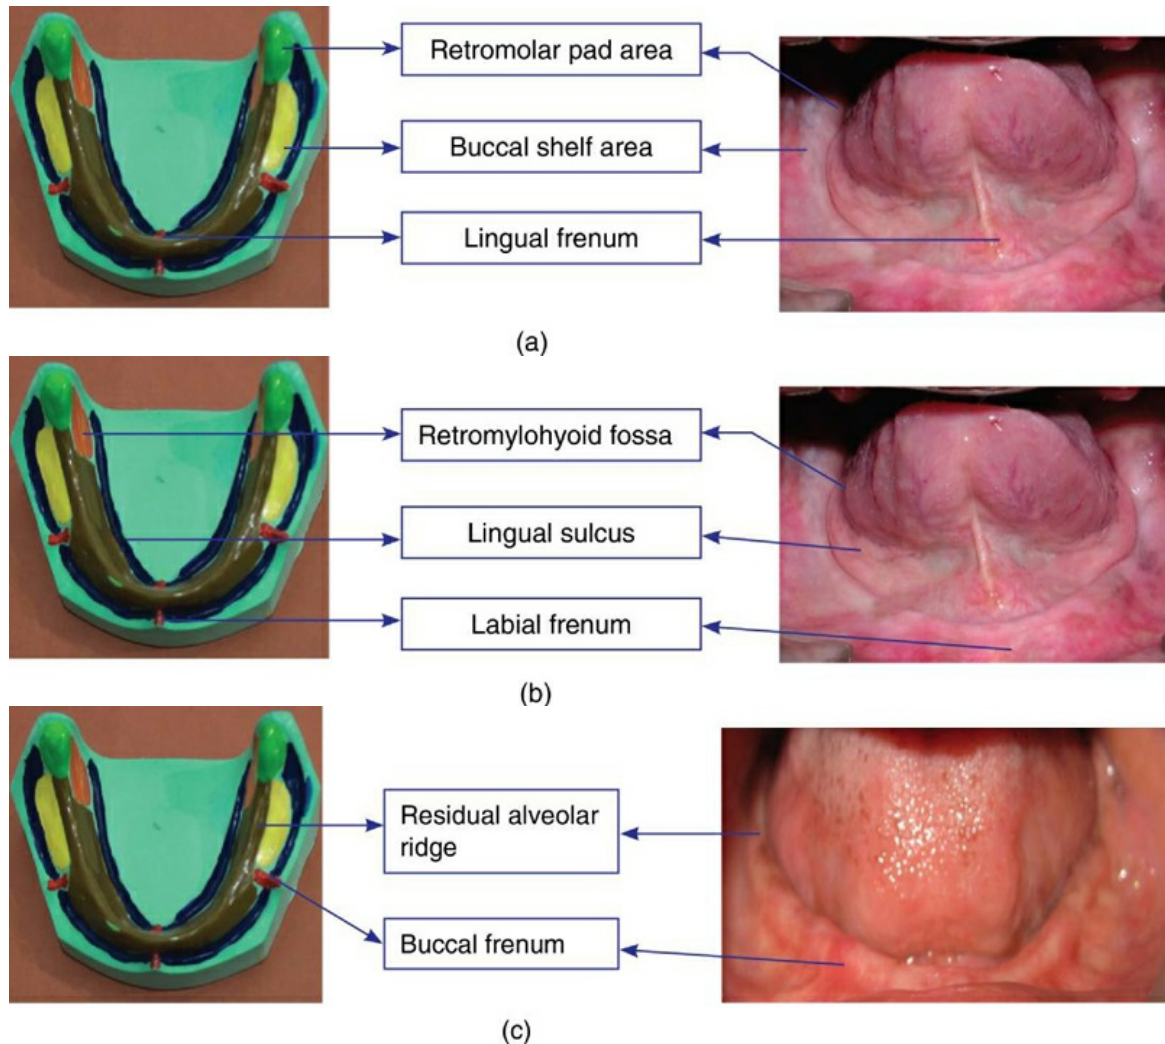 Retromolar pad area
Buccal shelf area
Lingual frenum
(a)
Retromylohyoid fossa
Lingual sulcus
Labial frenum
(b)
Residual alveolar
ridge
Buccal frenum
(c)